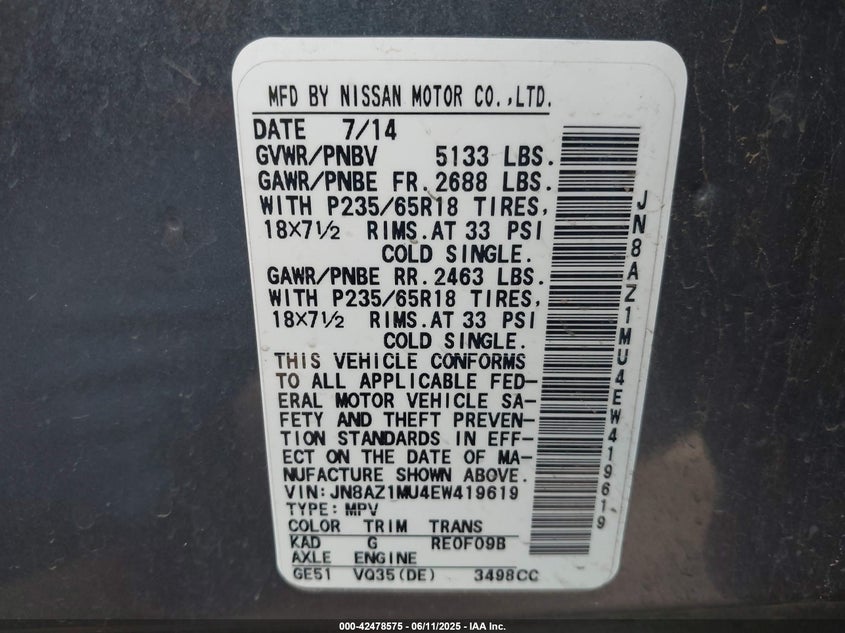 MFD BY NISSAN MOTOR CO.,LTD.
DATE 7/14
GVWR/PNBV 5133 LBS.
GAWR/PNBE FR. 2688 LBS.
WITH P235/65R18 TIRES,
18×7½ RIMS. AT 33 PSI
COLD SINGLE.
GAWR/PNBE RR. 2463 LBS.
WITH P235/65R18 TIRES,
18×7½ RIMS. AT 33 PSI
COLD SINGLE.
THIS VEHICLE CONFORMS
TO ALL APPLICABLE FED-
ERAL MOTOR VEHICLE SA-
FETY AND THEFT PREVEN-
TION STANDARDS IN EFF-
ECT ON THE DATE OF MA-
NUFACTURE SHOWN ABOVE.
VIN:JN8AZ1MU4EW419619
TYPE: MPV
COLOR TRIM TRANS
KAD G RE0F09B
AXLE ENGINE
GE51 VQ35(DE) 3498CC
JN8AZ1MU4EW419619
000-42478575 - 06/11/2025 - IAA Inc.